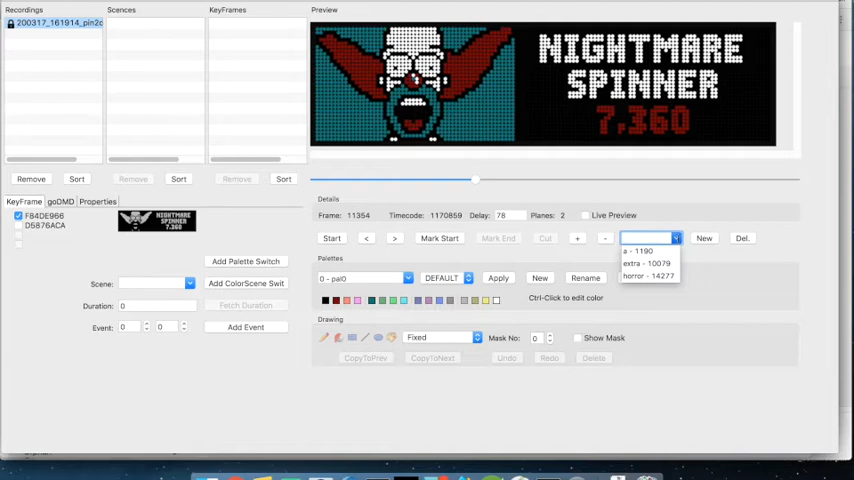 Recordings
Scences
KeyFrames
Preview
200317_161914_pin2c
NIGHTMARE
SPINNER
7,360
Remove
Sort
Remove
Sort
Remove
Sort
KeyFrame
goDMD
Properties
Details
F84DE966
D5876ACA
NIGHTMARE
SPINNER
7,360
Frame: 11354
Timecode: 1170859
Delay: 78
Planes: 2
Live Preview
Start
<
>
Mark Start
Mark End
Cut
+
-
New
Del.
a - 1190
extra - 10079
horror - 14277
Add Palette Switch
Palettes
Scene:
Add ColorScene Swit
0 - pal0
DEFAULT
Apply
New
Rename
Duration: 0
Fetch Duration
Ctrl-Click to edit color
Event: 0
0
Add Event
Drawing
Fixed
Mask No: 0
Show Mask
CopyToPrev
CopyToNext
Undo
Redo
Delete